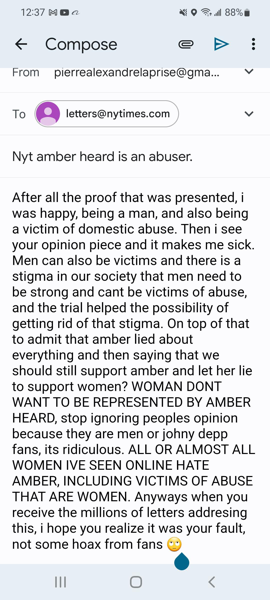 12:37
88%
Compose
From pierrealexandrelaprise@gma...
To letters@nytimes.com
Nyt amber heard is an abuser.
After all the proof that was presented, i
was happy, being a man, and also being
a victim of domestic abuse. Then i see
your opinion piece and it makes me sick.
Men can also be victims and there is a
stigma in our society that men need to
be strong and cant be victims of abuse,
and the trial helped the possibility of
getting rid of that stigma. On top of that
to admit that amber lied about
everything and then saying that we
should still support amber and let her lie
to support women? WOMAN DONT
WANT TO BE REPRESENTED BY AMBER
HEARD, stop ignoring peoples opinion
because they are men or johny depp
fans, its ridiculous. ALL OR ALMOST ALL
WOMEN IVE SEEN ONLINE HATE
AMBER, INCLUDING VICTIMS OF ABUSE
THAT ARE WOMEN. Anyways when you
receive the millions of letters addresing
this, i hope you realize it was your fault,
not some hoax from fans 🙄